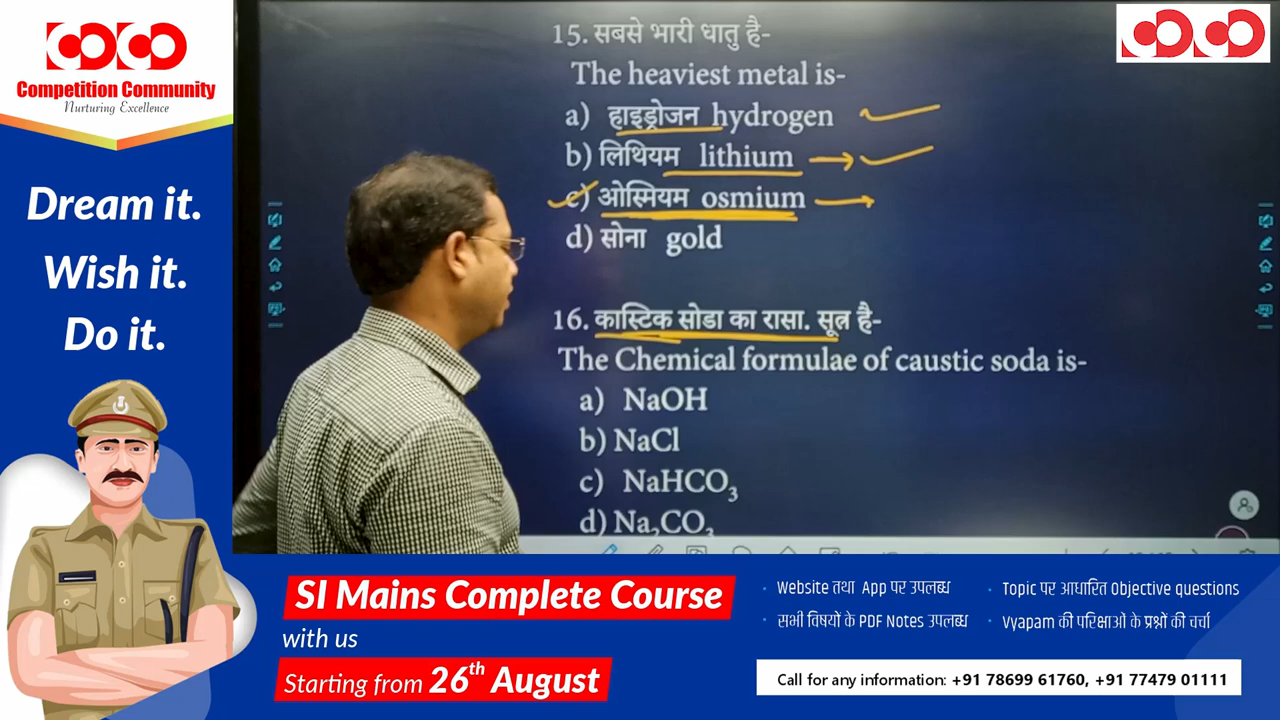 Competition Community
Nurturing Excellence
Dream it.
Wish it.
Do it.
15. सबसे भारी धातु है-
The heaviest metal is-
a) हाइड्रोजन hydrogen
b) लिथियम lithium
c) ओस्मियम osmium
d) सोना gold
16. कास्टिक सोडा का रासा. सूत्र है-
The Chemical formulae of caustic soda is-
a) NaOH
b) NaCl
c) NaHCO₃
d) Na₂CO₃
SI Mains Complete Course
with us
Starting from 26th August
· Website तथा App पर उपलब्ध
· सभी विषयों के PDF Notes उपलब्ध
· Topic पर आधारित Objective questions
· Vyapam की परिक्षाओं के प्रश्नों की चर्चा
Call for any information: +91 78699 61760, +91 77479 01111